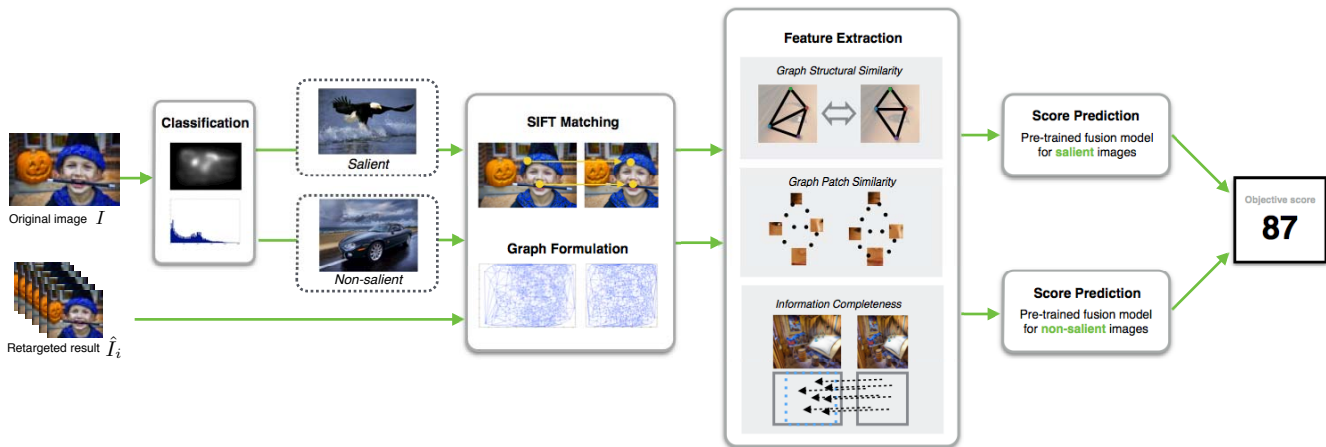 Original image I
Retargeted result Î_i
Classification
Salient
Non-salient
SIFT Matching
Graph Formulation
Feature Extraction
Graph Structural Similarity
Graph Patch Similarity
Information Completeness
Score Prediction
Pre-trained fusion model
for salient images
Score Prediction
Pre-trained fusion model
for non-salient images
Objective score
87